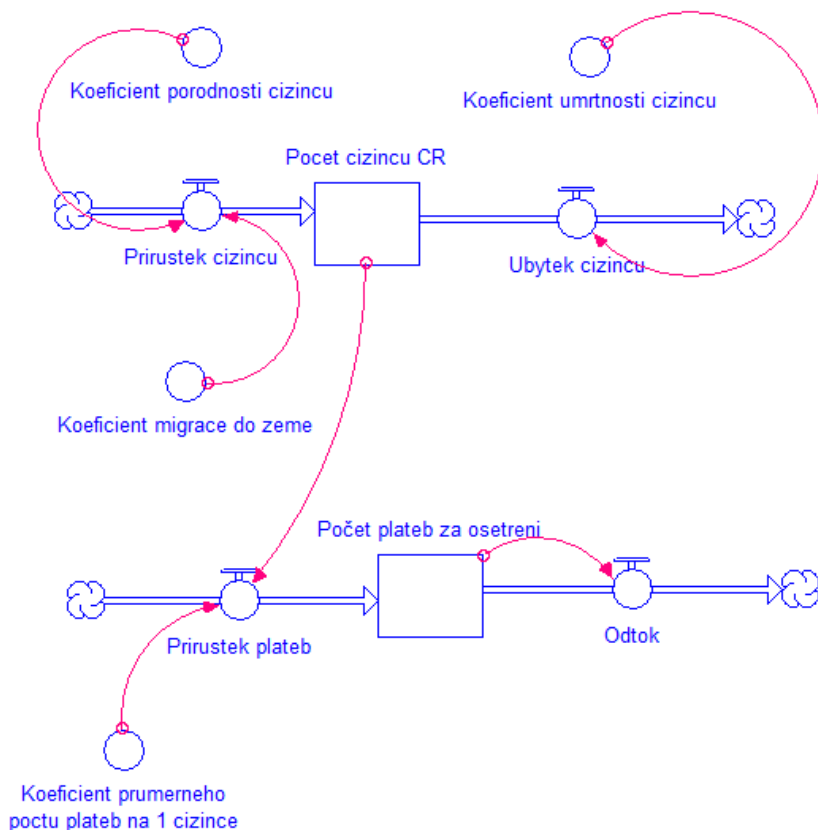 Koeficient porodnosti cizincu
Koeficient umrtnosti cizincu
Pocet cizincu CR
Prirustek cizincu
Ubytek cizincu
Koeficient migrace do zeme
Počet plateb za osetreni
Prirustek plateb
Odtok
Koeficient prumerneho
poctu plateb na 1 cizince